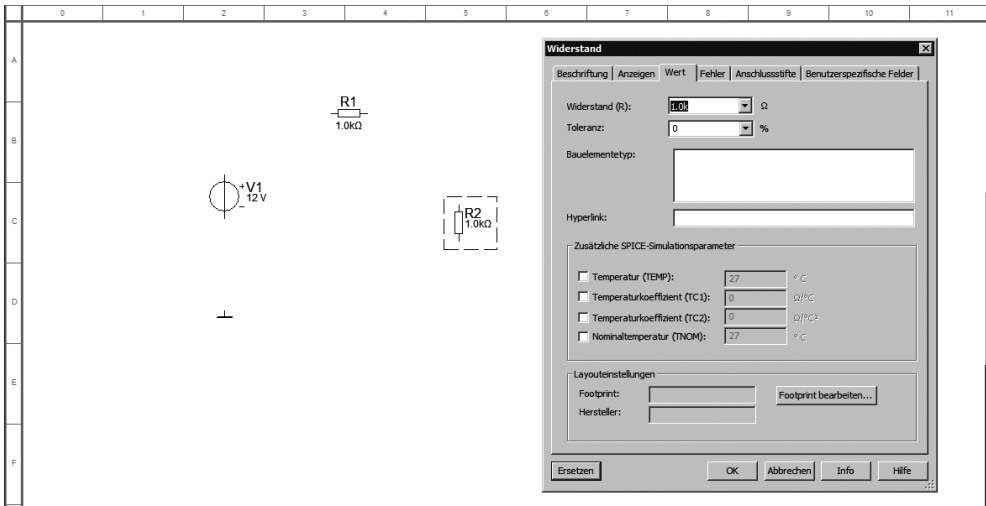 0 1 2 3 4 5 6 7 8 9 10 11
A
B
C
D
E
F
R1
1.0kΩ
+V1
12 V
−
R2
1.0kΩ
Widerstand
Beschriftung Anzeigen Wert Fehler Anschlussstifte Benutzerspezifische Felder
Widerstand (R): 1.0k Ω
Toleranz: 0 %
Bauelementetyp:
Hyperlink:
Zusätzliche SPICE-Simulationsparameter
Temperatur (TEMP): 27 ° C
Temperaturkoeffizient (TC1): 0 Ω/°C
Temperaturkoeffizient (TC2): 0 Ω/°C²
Nominaltemperatur (TNOM): 27 ° C
Layouteinstellungen
Footprint: Footprint bearbeiten...
Hersteller:
Ersetzen OK Abbrechen Info Hilfe